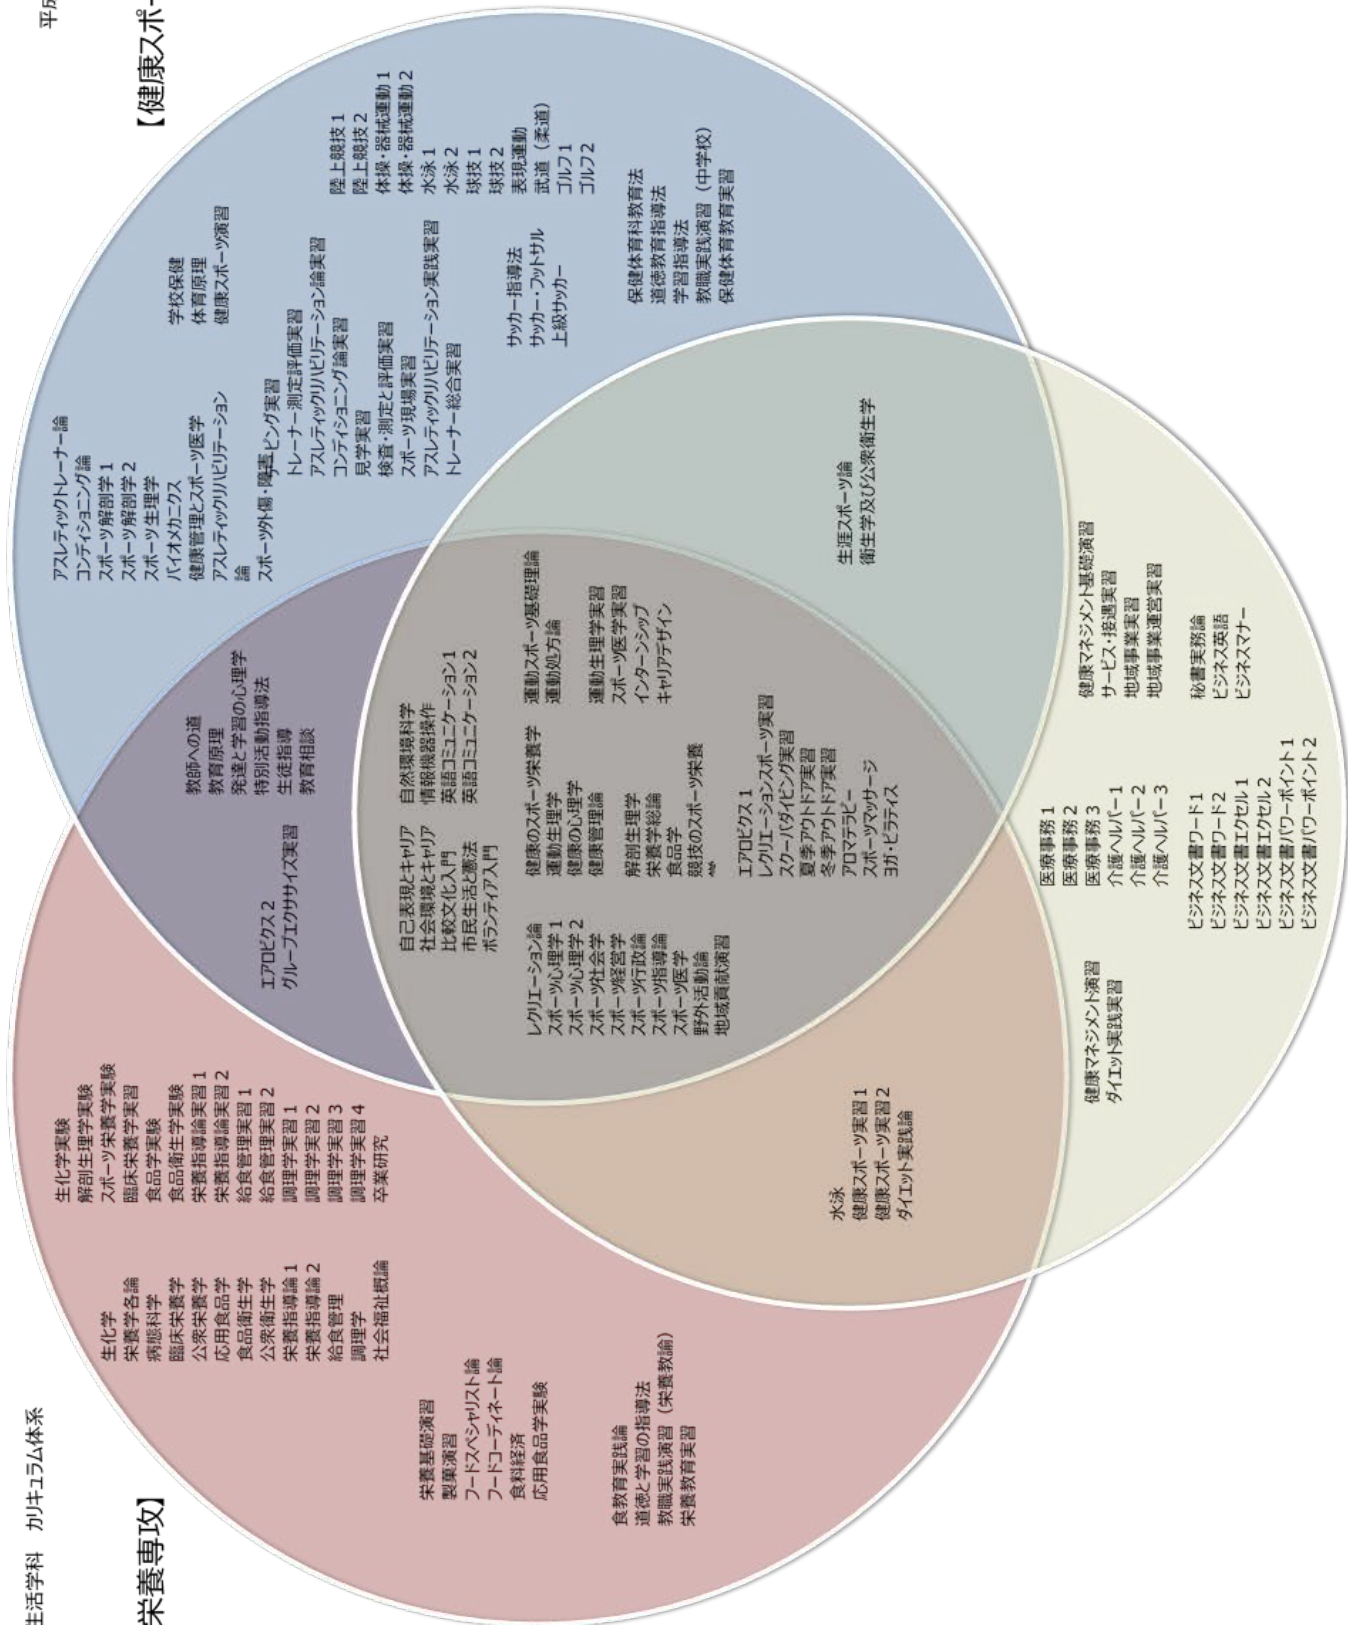 生活学科　カリキュラム体系
平成
栄養専攻】
【健康スポー
生化学
栄養学各論
病態科学
臨床栄養学
公衆栄養学
応用食品学
食品衛生学
公衆衛生学
栄養指導論1
栄養指導論2
給食管理
調理学
社会福祉概論
生化学実験
解剖生理学実験
スポーツ栄養学実験
臨床栄養学実習
食品学実験
食品衛生学実験
栄養指導論実習1
栄養指導論実習2
給食管理実習1
給食管理実習2
調理学実習1
調理学実習2
調理学実習3
調理学実習4
卒業研究
栄養基礎演習
製菓演習
フードスペシャリスト論
フードコーディネート論
食料経済
応用食品学実験
食教育実践論
道徳と学習の指導法
教職実践演習（栄養教諭）
栄養教育実習
エアロビクス2
グループエクササイズ実習
教師への道
教育原理
発達と学習の心理学
特別活動指導法
生徒指導
教育相談
アスレティックトレーナー論
コンディショニング論
スポーツ解剖学1
スポーツ解剖学2
スポーツ生理学
バイオメカニクス
健康管理とスポーツ医学
アスレティックリハビリテーション
論
スポーツ外傷・障害
ーピング実習
トレーナー測定評価実習
アスレティックリハビリテーション論実習
コンディショニング論実習
見学実習
検査・測定と評価実習
スポーツ現場実習
アスレティックリハビリテーション実践実習
トレーナー総合実習
学校保健
体育原理
健康スポーツ演習
陸上競技1
陸上競技2
体操・器械運動1
体操・器械運動2
水泳1
水泳2
球技1
球技2
表現運動
武道（柔道）
ゴルフ1
ゴルフ2
サッカー指導法
サッカー・フットサル
上級サッカー
保健体育科教育法
道徳教育指導法
学習指導法
教職実践演習（中学校）
保健体育教育実習
自己表現とキャリア
社会環境とキャリア
比較文化入門
市民生活と憲法
ボランティア入門
自然環境科学
情報機器操作
英語コミュニケーション1
英語コミュニケーション2
レクリエーション論
スポーツ心理学1
スポーツ心理学2
スポーツ社会学
スポーツ経営学
スポーツ行政論
スポーツ指導論
スポーツ医学
野外活動論
地域貢献演習
健康のスポーツ栄養学
運動生理学
健康の心理学
健康管理論
解剖生理学
栄養学総論
食品学
競技のスポーツ栄養
学
運動スポーツ基礎理論
運動処方論
運動生理学実習
スポーツ医学実習
インターンシップ
キャリアデザイン
エアロビクス1
レクリエーションスポーツ実習
スクーバダイビング実習
夏季アウトドア実習
冬季アウトドア実習
アロマテラピー
スポーツマッサージ
ヨガ・ピラティス
水泳
健康スポーツ実習1
健康スポーツ実習2
ダイエット実践論
生涯スポーツ論
衛生学及び公衆衛生学
健康マネジメント演習
ダイエット実践実習
医療事務1
医療事務2
医療事務3
介護ヘルパー1
介護ヘルパー2
介護ヘルパー3
健康マネジメント基礎演習
サービス・接遇実習
地域事業実習
地域事業運営実習
ビジネス文書ワード1
ビジネス文書ワード2
ビジネス文書エクセル1
ビジネス文書エクセル2
ビジネス文書パワーポイント1
ビジネス文書パワーポイント2
秘書実務論
ビジネス英語
ビジネスマナー